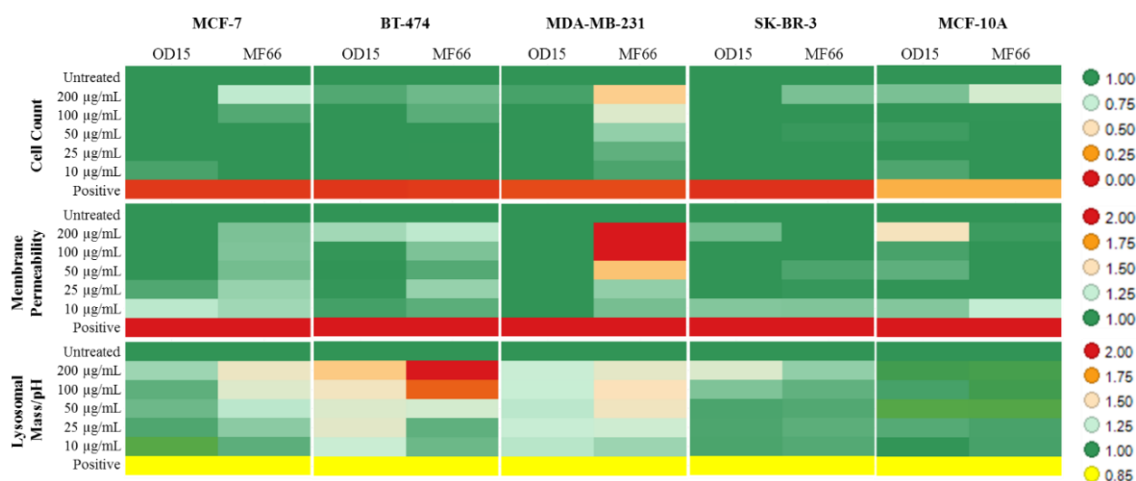 MCF-7 BT-474 MDA-MB-231 SK-BR-3 MCF-10A
OD15 MF66 OD15 MF66 OD15 MF66 OD15 MF66 OD15 MF66
Cell Count
Untreated
200 µg/mL
100 µg/mL
50 µg/mL
25 µg/mL
10 µg/mL
Positive
1.00
0.75
0.50
0.25
0.00
Membrane
Permeability
Untreated
200 µg/mL
100 µg/mL
50 µg/mL
25 µg/mL
10 µg/mL
Positive
2.00
1.75
1.50
1.25
1.00
Lysosomal
Mass/pH
Untreated
200 µg/mL
100 µg/mL
50 µg/mL
25 µg/mL
10 µg/mL
Positive
2.00
1.75
1.50
1.25
1.00
0.85